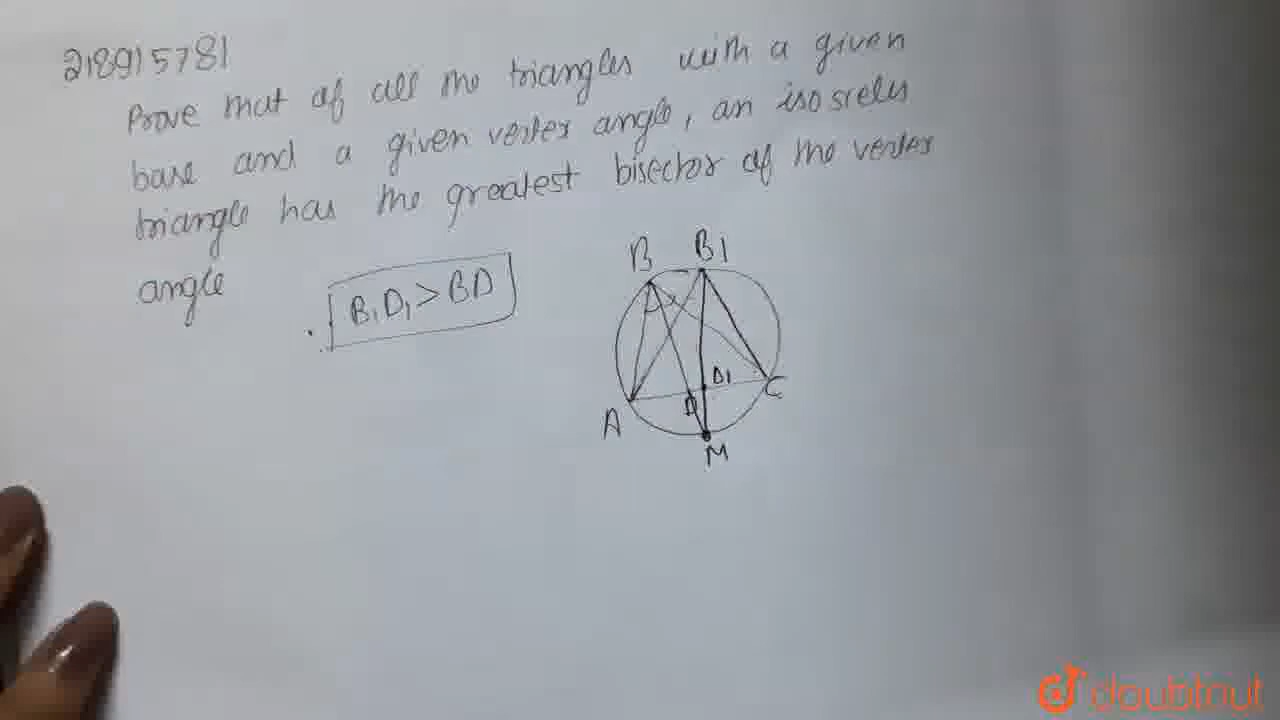 218915781
Prove that of all the triangles with a given
base and a given vertex angle, an isosceles
triangle has the greatest bisector of the vertex
angle
B1D1 > BD
B B1
D1
D
C
A
M
doubtnut